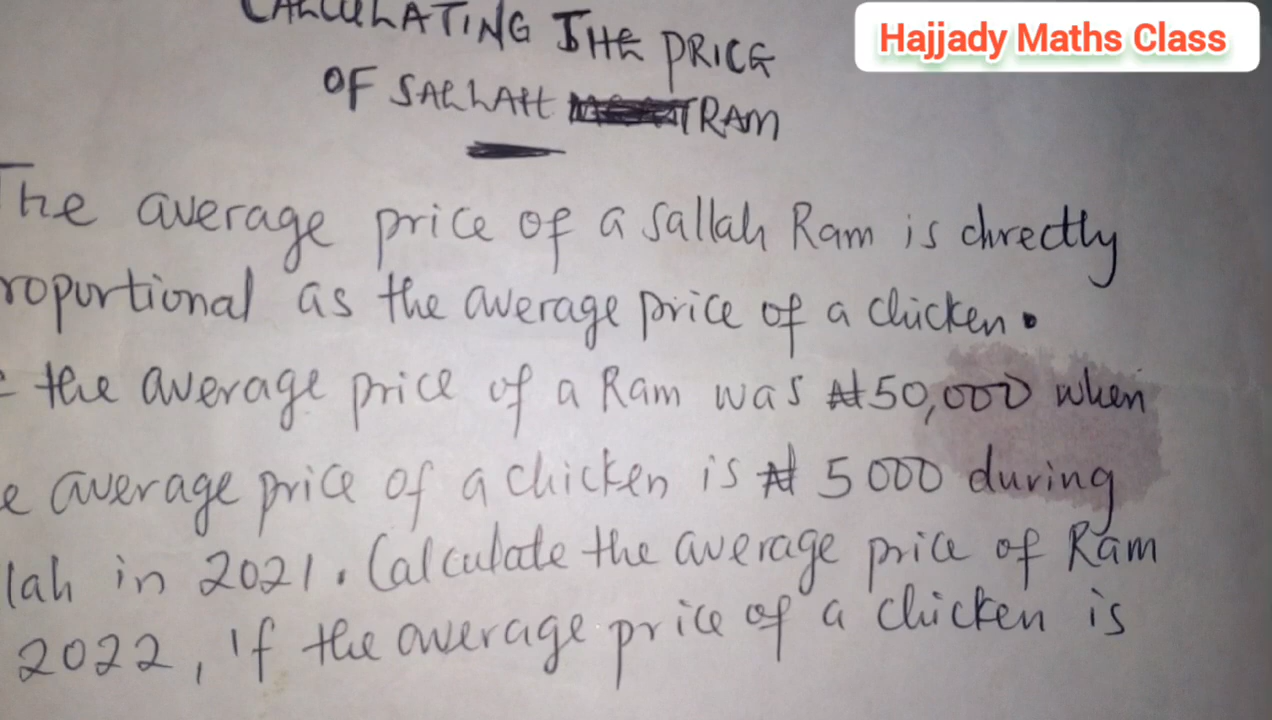 CALCULATING THE PRICE
Hajjady Maths Class
OF SALLAH RAM
The average price of a Sallah Ram is directly
roportional as the average price of a chicken.
the average price of a Ram was ₦50,000 when
e average price of a chicken is ₦ 5000 during
lah in 2021. Calculate the average price of Ram
2022, if the average price of a chicken is